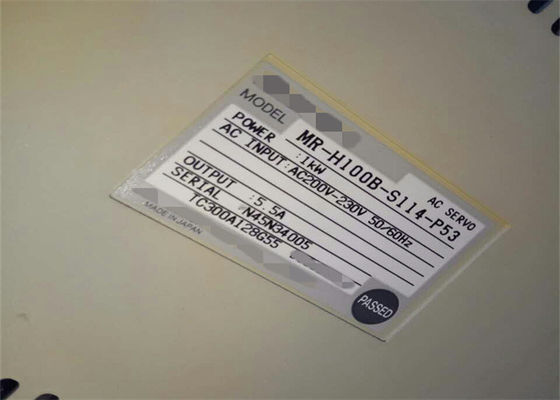 AC SERVO
MODEL MR-H100B-S114-P53
POWER :1kW
AC INPUT:AC200V-230V 50/60Hz
OUTPUT :5.5A
SERIAL N45N34005
TC300A128G55
MADE IN JAPAN
PASSED